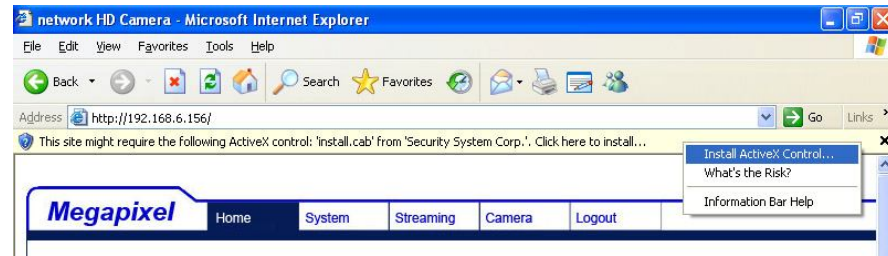 network HD Camera - Microsoft Internet Explorer
File Edit View Favorites Tools Help
Back Search Favorites
Address http://192.168.6.156/ Go Links
This site might require the following ActiveX control: 'install.cab' from 'Security System Corp.'. Click here to install...
Install ActiveX Control...
What's the Risk?
Information Bar Help
Megapixel Home System Streaming Camera Logout